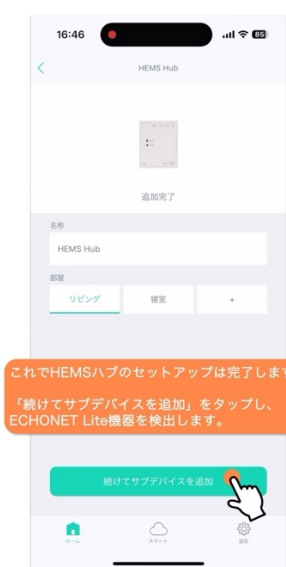 16:46
85
HEMS Hub
追加完了
名称
HEMS Hub
部屋
リビング 寝室 +
これでHEMSハブのセットアップは完了します
「続けてサブデバイスを追加」をタップし、
ECHONET Lite機器を検出します。
続けてサブデバイスを追加
ホーム スマート 設定